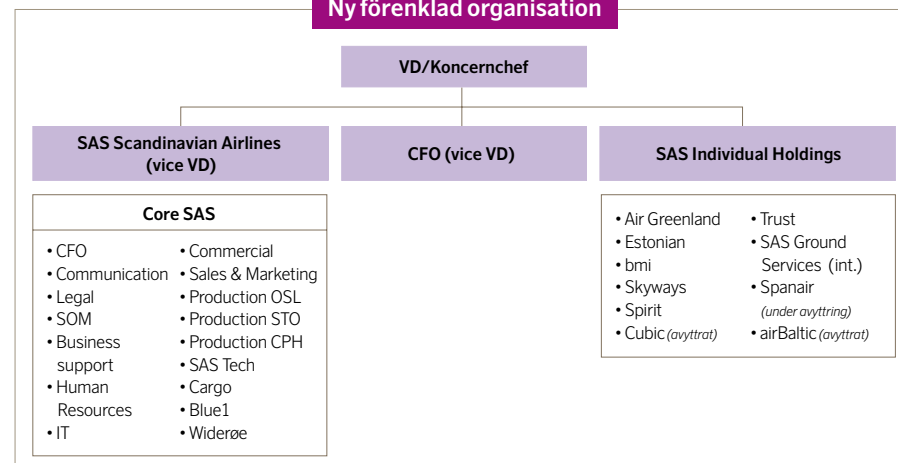 Ny förenklad organisation
VD/Koncernchef
SAS Scandinavian Airlines
(vice VD)
CFO (vice VD)
SAS Individual Holdings
Core SAS
• CFO
• Communication
• Legal
• SOM
• Business
support
• Human
Resources
• IT
• Commercial
• Sales & Marketing
• Production OSL
• Production STO
• Production CPH
• SAS Tech
• Cargo
• Blue1
• Widerøe
• Air Greenland
• Estonian
• bmi
• Skyways
• Spirit
• Cubic (avyttrat)
• Trust
• SAS Ground
Services (int.)
• Spanair
(under avyttring)
• airBaltic (avyttrat)